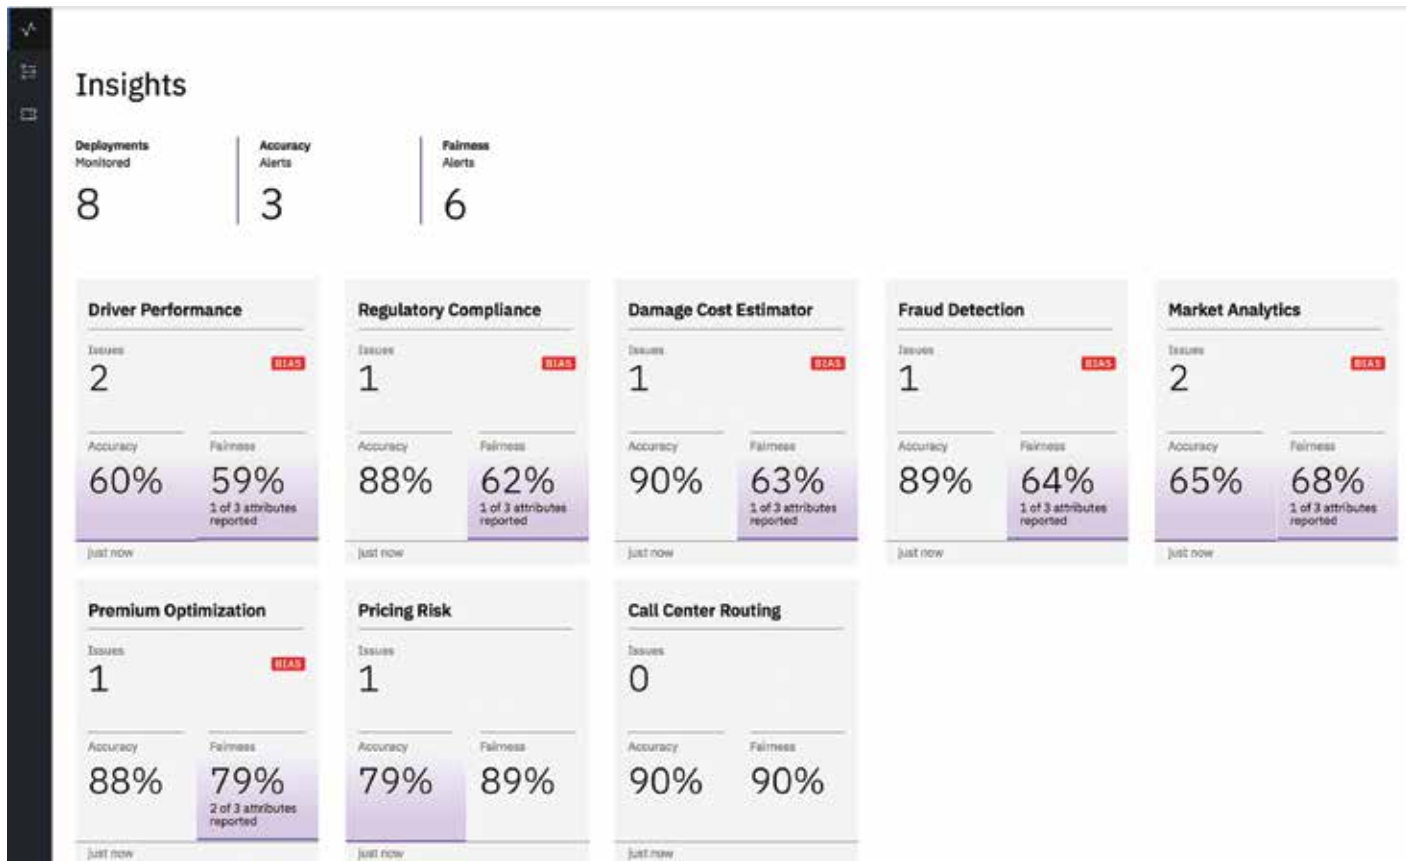 Insights
Deployments
Monitored
8
Accuracy
Alerts
3
Fairness
Alerts
6
Driver Performance
Issues
2
BIAS
Accuracy
60%
Fairness
59%
1 of 3 attributes
reported
just now
Regulatory Compliance
Issues
1
BIAS
Accuracy
88%
Fairness
62%
1 of 3 attributes
reported
just now
Damage Cost Estimator
Issues
1
BIAS
Accuracy
90%
Fairness
63%
1 of 3 attributes
reported
just now
Fraud Detection
Issues
1
BIAS
Accuracy
89%
Fairness
64%
1 of 3 attributes
reported
just now
Market Analytics
Issues
2
BIAS
Accuracy
65%
Fairness
68%
1 of 3 attributes
reported
just now
Premium Optimization
Issues
1
BIAS
Accuracy
88%
Fairness
79%
2 of 3 attributes
reported
just now
Pricing Risk
Issues
1
Accuracy
79%
Fairness
89%
just now
Call Center Routing
Issues
0
Accuracy
90%
Fairness
90%
just now